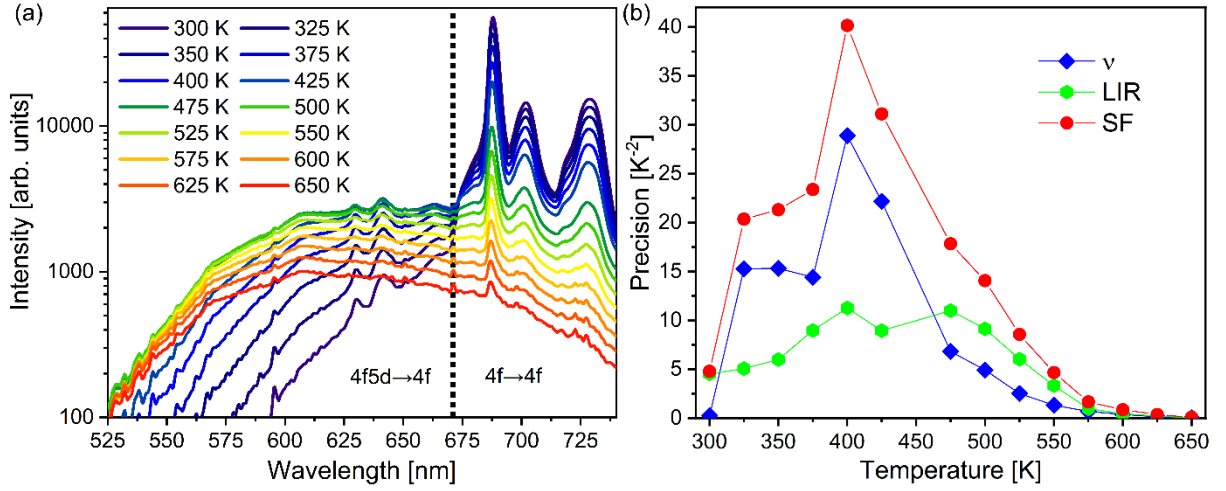 (a)
300 K 325 K
350 K 375 K
400 K 425 K
475 K 500 K
525 K 550 K
575 K 600 K
625 K 650 K
10000
1000
100
Intensity [arb. units]
4f5d→4f 4f→4f
525 550 575 600 625 650 675 700 725
Wavelength [nm]
(b)
ν
LIR
SF
40
35
30
25
20
15
10
5
0
Precision [K-2]
300 350 400 450 500 550 600 650
Temperature [K]